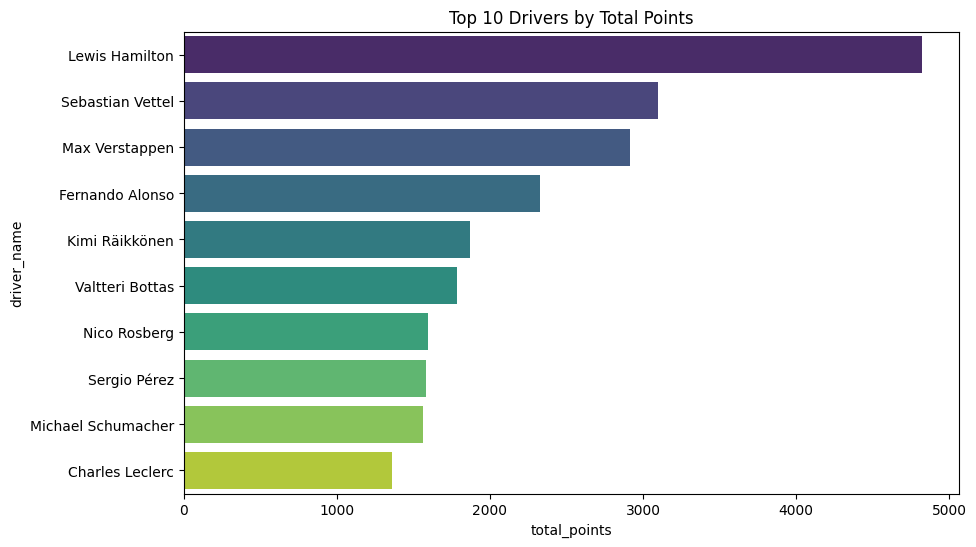 Top 10 Drivers by Total Points
driver_name
Lewis Hamilton
Sebastian Vettel
Max Verstappen
Fernando Alonso
Kimi Räikkönen
Valtteri Bottas
Nico Rosberg
Sergio Pérez
Michael Schumacher
Charles Leclerc
0 1000 2000 3000 4000 5000
total_points